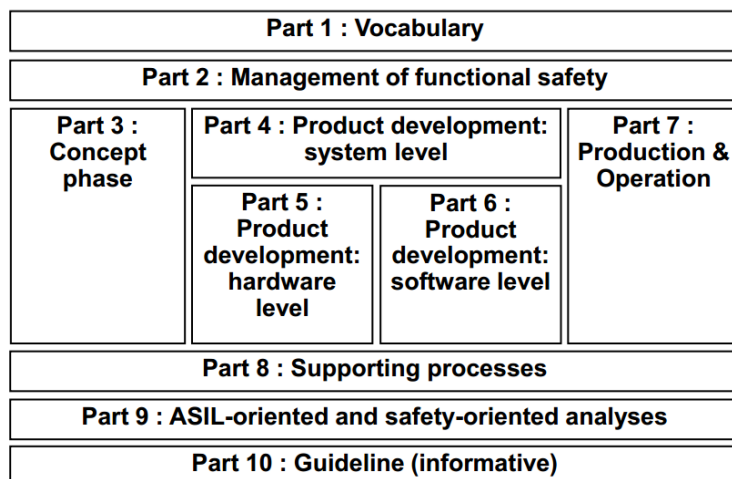 Part 1 : Vocabulary
Part 2 : Management of functional safety
Part 3 :
Concept
phase
Part 4 : Product development:
system level
Part 5 :
Product
development:
hardware
level
Part 6 :
Product
development:
software level
Part 7 :
Production &
Operation
Part 8 : Supporting processes
Part 9 : ASIL-oriented and safety-oriented analyses
Part 10 : Guideline (informative)